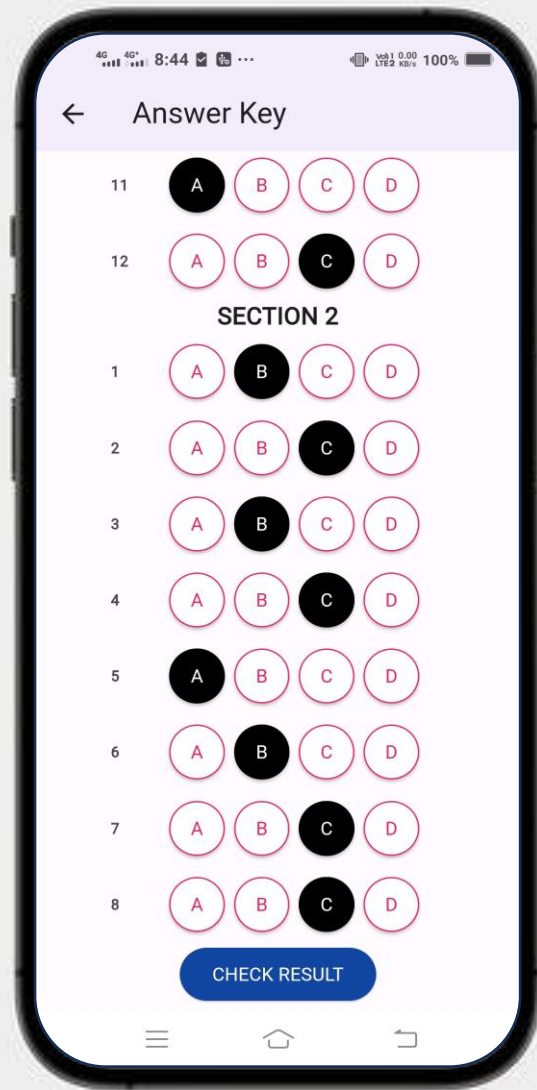 4G 4G+ 8:44 ... Vo)) 1 LTE2 0.00 KB/s 100%
← Answer Key
11 A B C D
12 A B C D
SECTION 2
1 A B C D
2 A B C D
3 A B C D
4 A B C D
5 A B C D
6 A B C D
7 A B C D
8 A B C D
CHECK RESULT